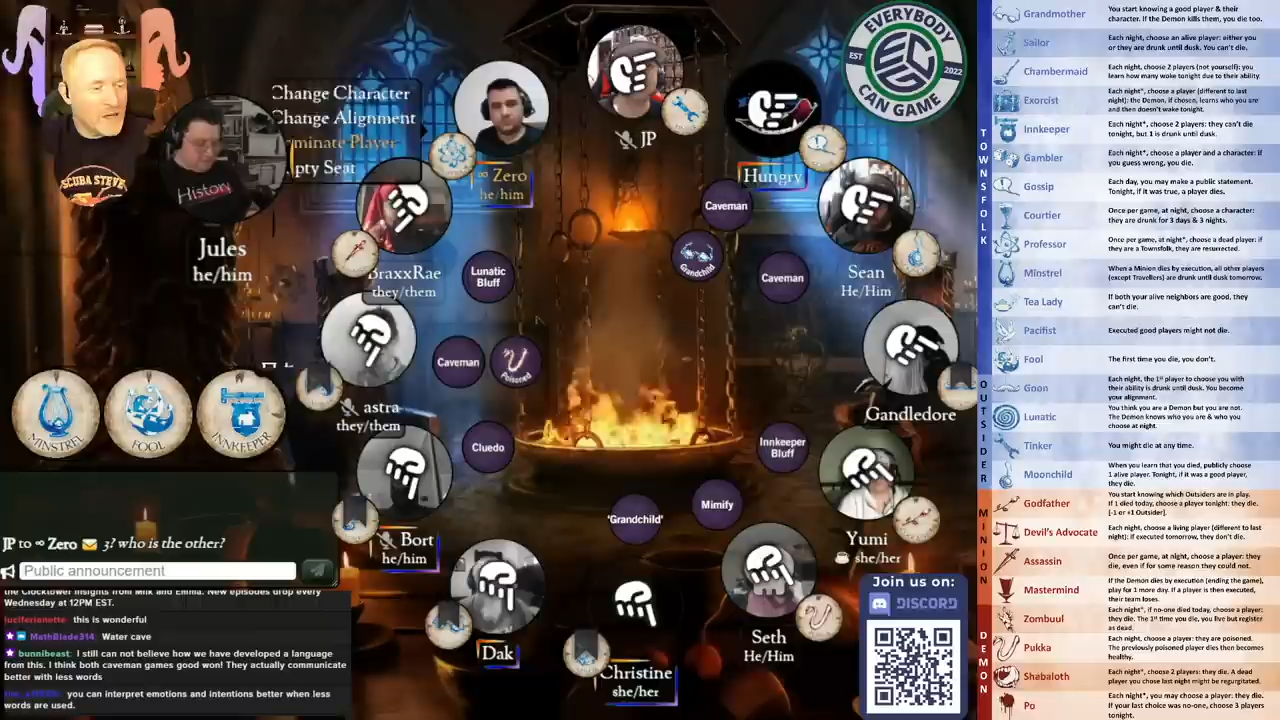 EVERYBODY
EST
2022
CAN GAME
Change Character
Change Alignment
minate Player
pty Seat
SCUBA STEVE
History
Jules
he/him
∞ Zero
he/him
JP
Hungry
Caveman
Grandchild
Caveman
Sean
He/Him
BraxxRae
they/them
Lunatic
Bluff
Caveman
Poisoned
astra
they/them
Gandledore
MINSTREL
FOOL
INNKEEPER
Cluedo
Innkeeper
Bluff
'Grandchild'
Mimify
Bort
he/him
Yumi
she/her
Dak
Christine
she/her
Seth
He/Him
JP to ∞ Zero ✉ 3? who is the other?
Public announcement
the Clocktower insights from Milk and Emma. New episodes drop every
Wednesday at 12PM EST.
luciferienotte: this is wonderful
MathBlade314: Water cave
bunnibeast: I still can not believe how we have developed a language
from this. I think both caveman games good won! They actually communicate
better with less words
you can interpret emotions and intentions better when less
words are used.
Join us on:
DISCORD
TOWNSFOLK
Grandmother
You start knowing a good player & their
character. If the Demon kills them, you die too.
Sailor
Each night, choose an alive player: either you
or they are drunk until dusk. You can't die.
Chambermaid
Each night, choose 2 players (not yourself): you
learn how many woke tonight due to their ability.
Exorcist
Each night*, choose a player (different to last
night): the Demon, if chosen, learns who you are
and then doesn't wake tonight.
Innkeeper
Each night*, choose 2 players: they can't die
tonight, but 1 is drunk until dusk.
Gambler
Each night*, choose a player and a character: if
you guess wrong, you die.
Gossip
Each day, you may make a public statement.
Tonight, if it was true, a player dies.
Courtier
Once per game, at night, choose a character:
they are drunk for 3 days & 3 nights.
Professor
Once per game, at night*, choose a dead player: if
they are a Townsfolk, they are resurrected.
Minstrel
When a Minion dies by execution, all other players
(except Travellers) are drunk until dusk tomorrow.
Tea Lady
If both your alive neighbors are good, they
can't die.
Pacifist
Executed good players might not die.
Fool
The first time you die, you don't.
OUTSIDER
Goon
Each night, the 1st player to choose you with
their ability is drunk until dusk. You become
your alignment.
Lunatic
You think you are a Demon but you are not.
The Demon knows who you are & who you
choose at night.
Tinker
You might die at any time.
Moonchild
When you learn that you died, publicly choose
1 alive player. Tonight, if it was a good player,
they die.
MINION
Godfather
You start knowing which Outsiders are in play.
If 1 died today, choose a player tonight: they die.
[-1 or +1 Outsider].
Devil's Advocate
Each night, choose a living player (different to last
night): if executed tomorrow, they don't die.
Assassin
Once per game, at night, choose a player: they
die, even if for some reason they could not.
Mastermind
If the Demon dies by execution (ending the game),
play for 1 more day. If a player is then executed,
their team loses.
DEMON
Zombuul
Each night*, if no-one died today, choose a player:
they die. The 1st time you die, you live but register
as dead.
Pukka
Each night, choose a player: they are poisoned.
The previously poisoned player dies then becomes
healthy.
Shabaloth
Each night*, choose 2 players: they die. A dead
player you chose last night might be regurgitated.
Po
Each night*, you may choose a player: they die.
If your last choice was no-one, choose 3 players
tonight.